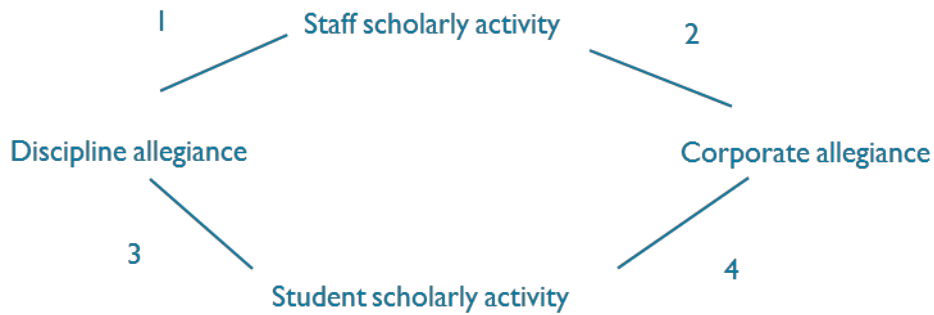 1
Staff scholarly activity
2
Discipline allegiance
Corporate allegiance
3
4
Student scholarly activity